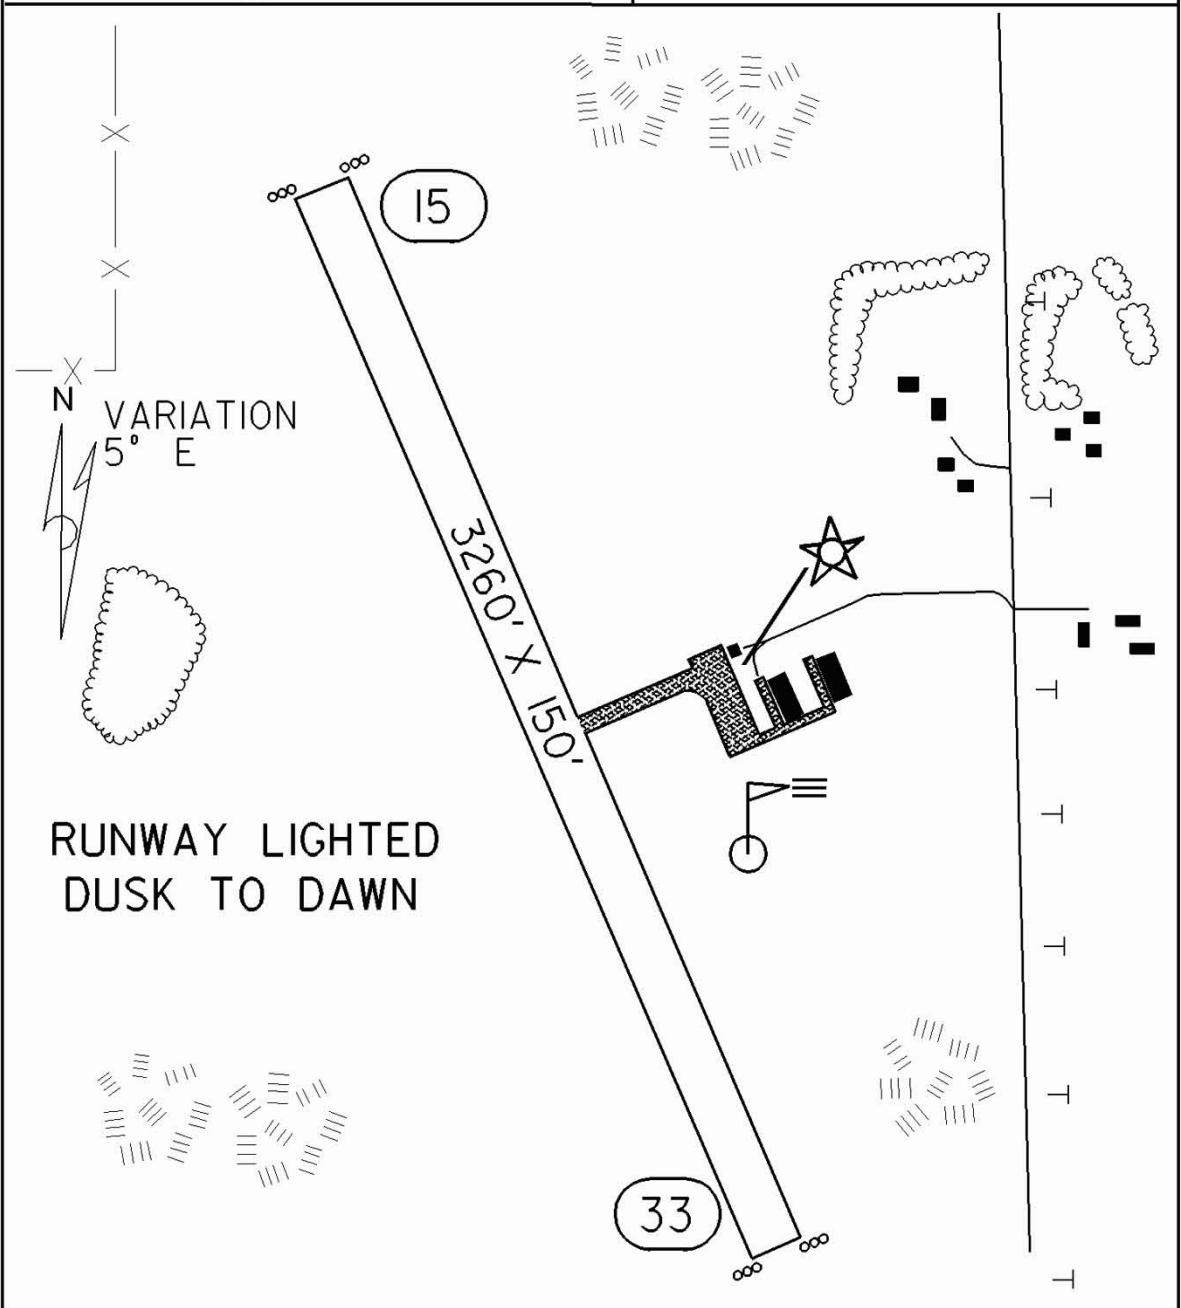 15
N
VARIATION
5° E
3260' X 150'
RUNWAY LIGHTED
DUSK TO DAWN
33